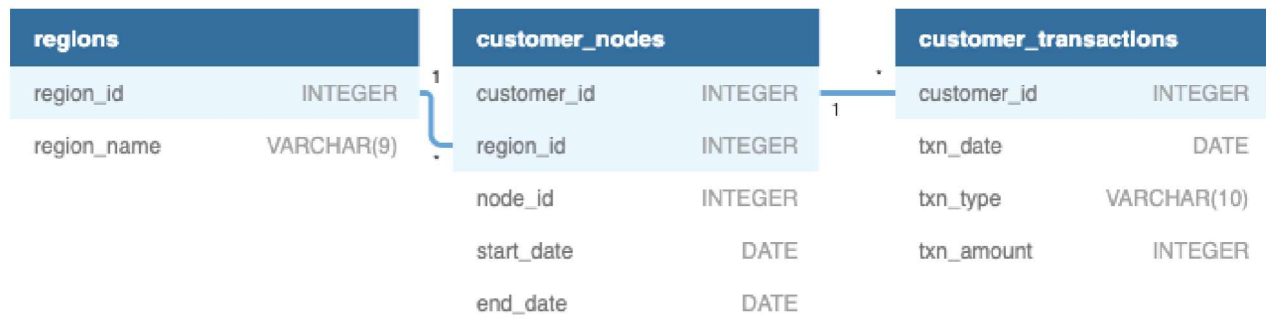 regions
region_id INTEGER
region_name VARCHAR(9)
1
*
customer_nodes
customer_id INTEGER
region_id INTEGER
node_id INTEGER
start_date DATE
end_date DATE
1
*
customer_transactions
customer_id INTEGER
txn_date DATE
txn_type VARCHAR(10)
txn_amount INTEGER